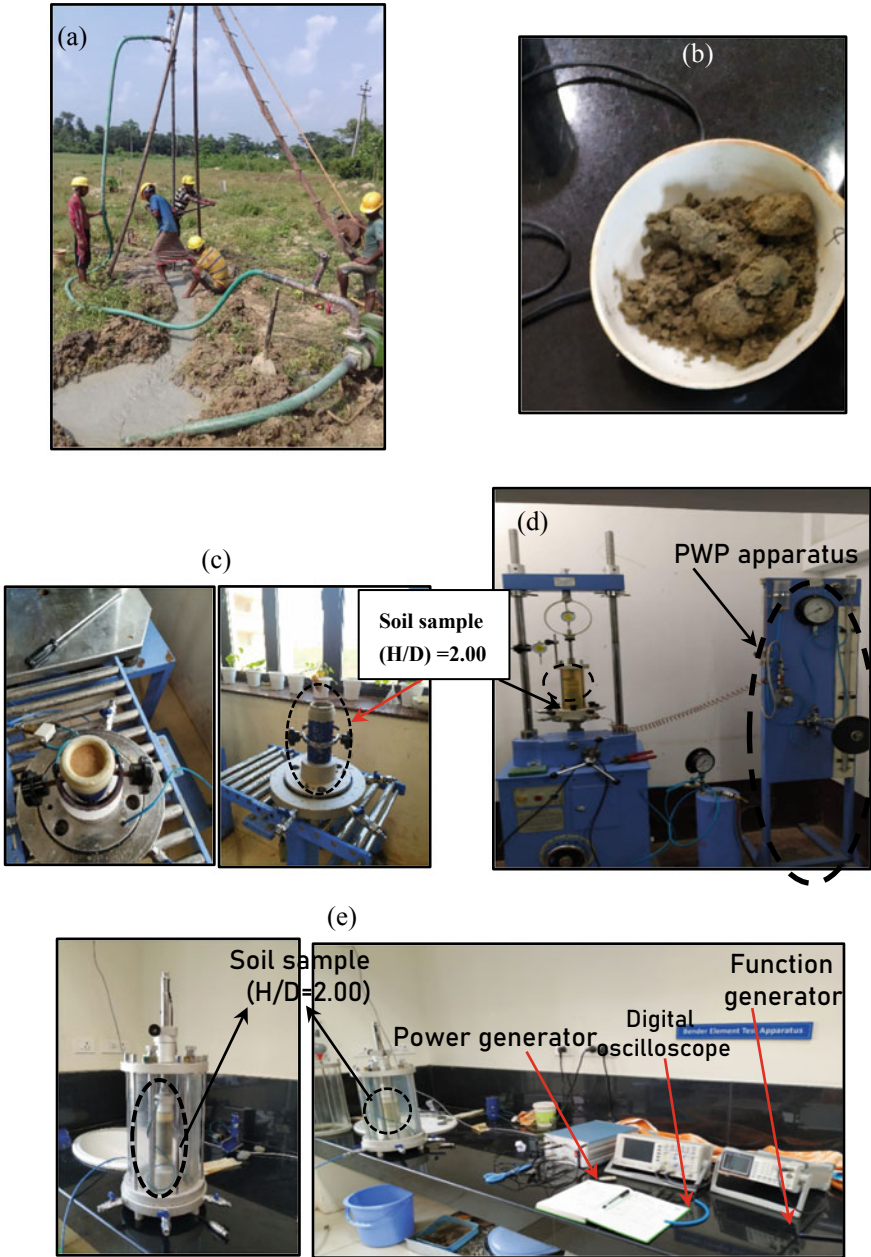 (a)
(b)
(c)
(d)
PWP apparatus
Soil sample
(H/D) =2.00
(e)
Soil sample
(H/D=2.00)
Power generator
Digital
oscilloscope
Function
generator
Bender Element Test Apparatus